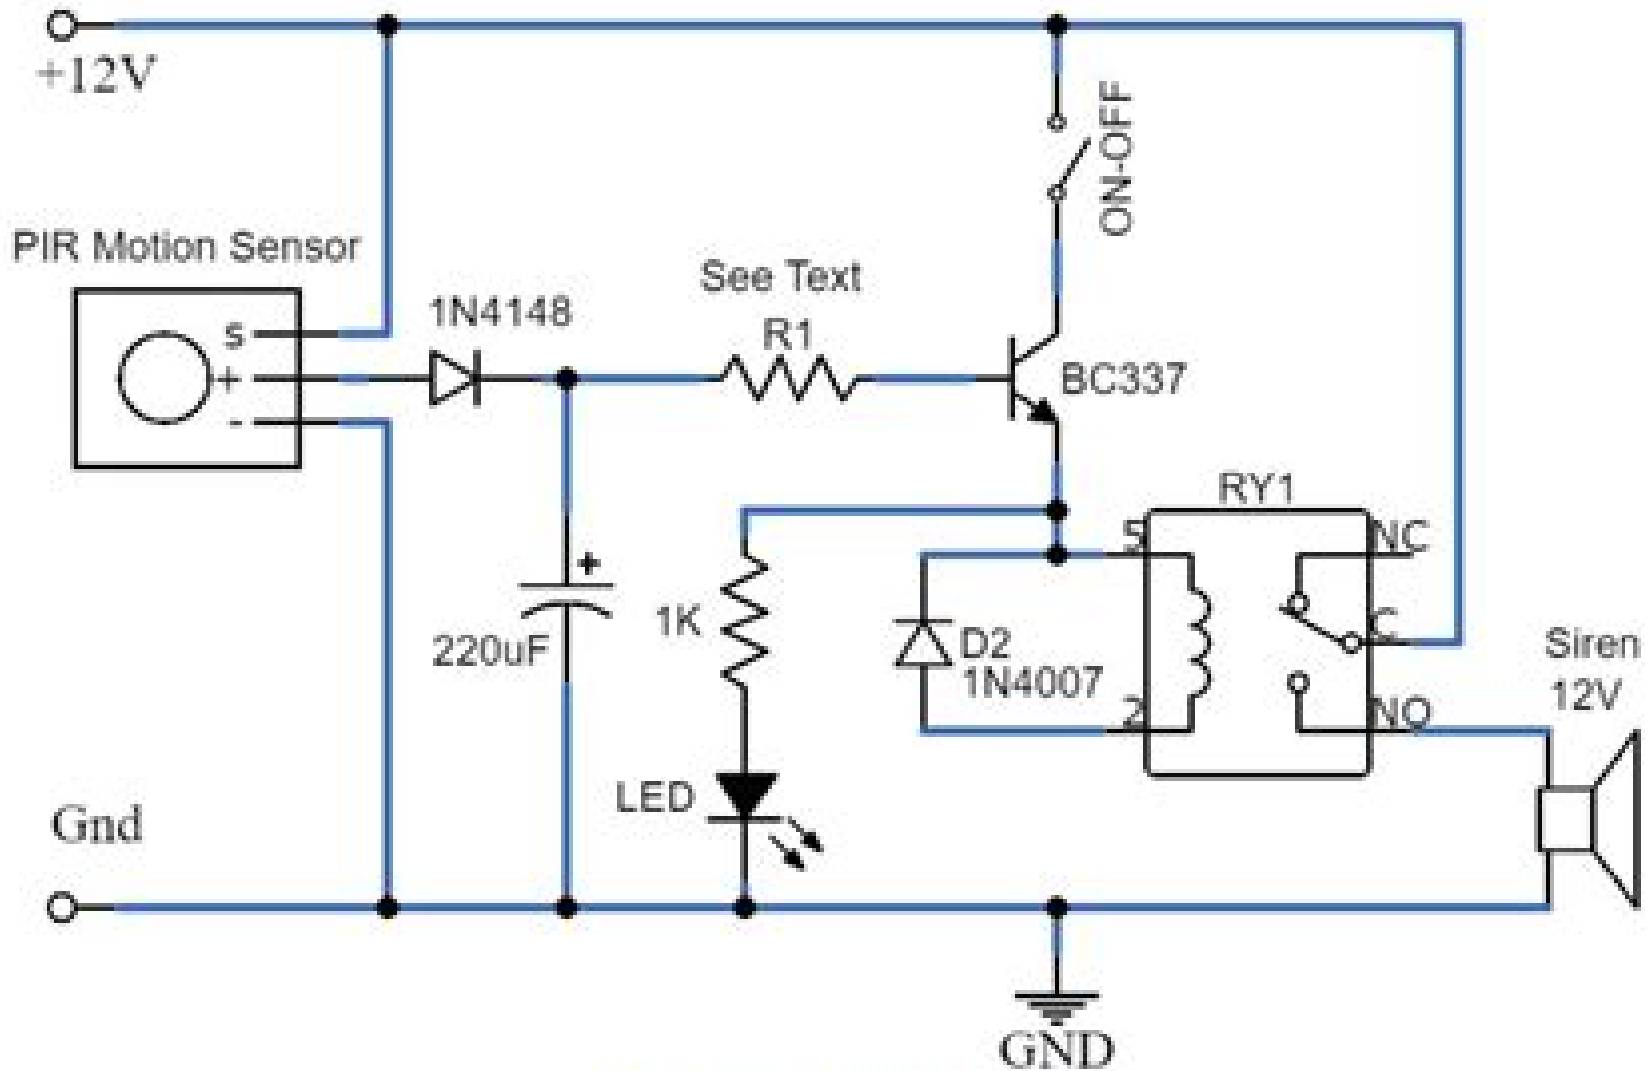 +12V
ON-OFF
PIR Motion Sensor
S
+
-
1N4148
See Text
R1
BC337
RY1
5
NC
+
1K
220uF
D2
1N4007
C
Siren
12V
2
NO
LED
Gnd
GND